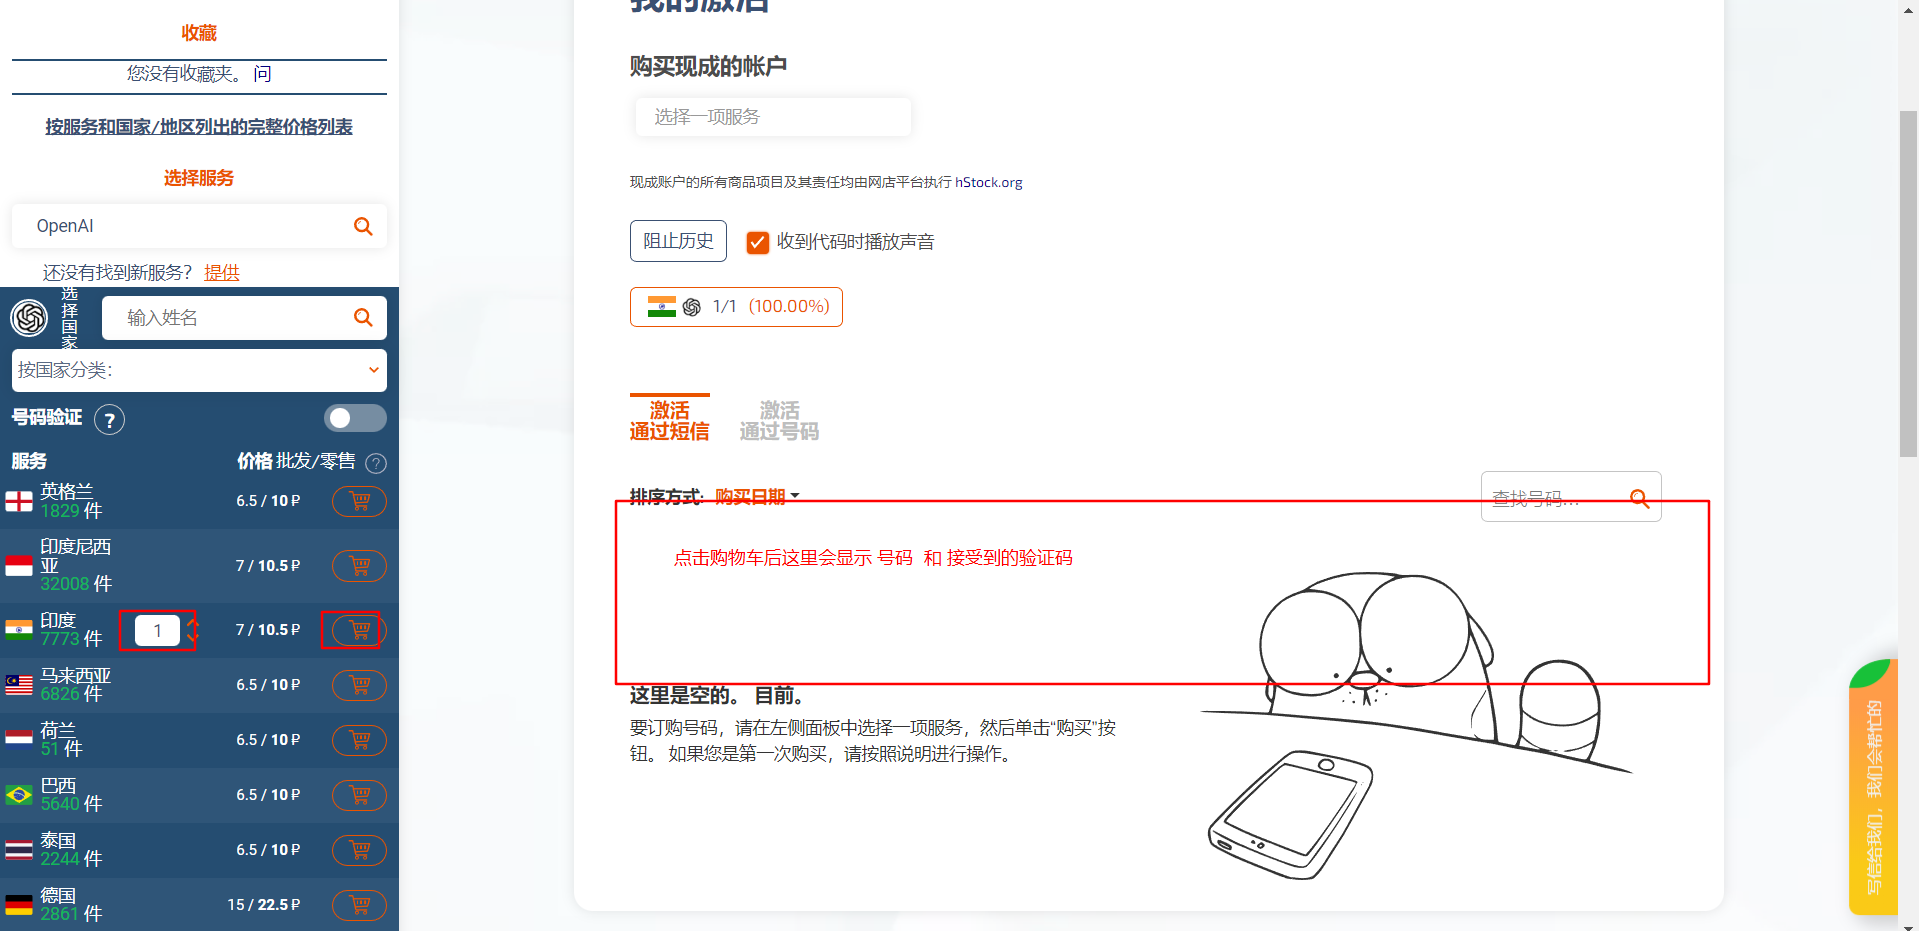 收藏
您没有收藏夹。 问
按服务和国家/地区列出的完整价格列表
选择服务
OpenAI
还没有找到新服务? 提供
选择国家
输入姓名
按国家分类:
号码验证 ?
服务
价格 批发/零售 ?
英格兰
1829 件
6.5 / 10 ₽
印度尼西亚
32008 件
7 / 10.5 ₽
印度
7773 件
1
7 / 10.5 ₽
马来西亚
6826 件
6.5 / 10 ₽
荷兰
51 件
6.5 / 10 ₽
巴西
5640 件
6.5 / 10 ₽
泰国
2244 件
6.5 / 10 ₽
德国
2861 件
15 / 22.5 ₽
我的激活
购买现成的帐户
选择一项服务
现成账户的所有商品项目及其责任均由网店平台执行 hStock.org
阻止历史
收到代码时播放声音
1/1 (100.00%)
激活
通过短信
激活
通过号码
排序方式: 购买日期
查找号码...
点击购物车后这里会显示 号码 和 接受到的验证码
这里是空的。 目前。
要订购号码，请在左侧面板中选择一项服务，然后单击“购买”按
钮。 如果您是第一次购买，请按照说明进行操作。
写信给我们，我们会帮忙的